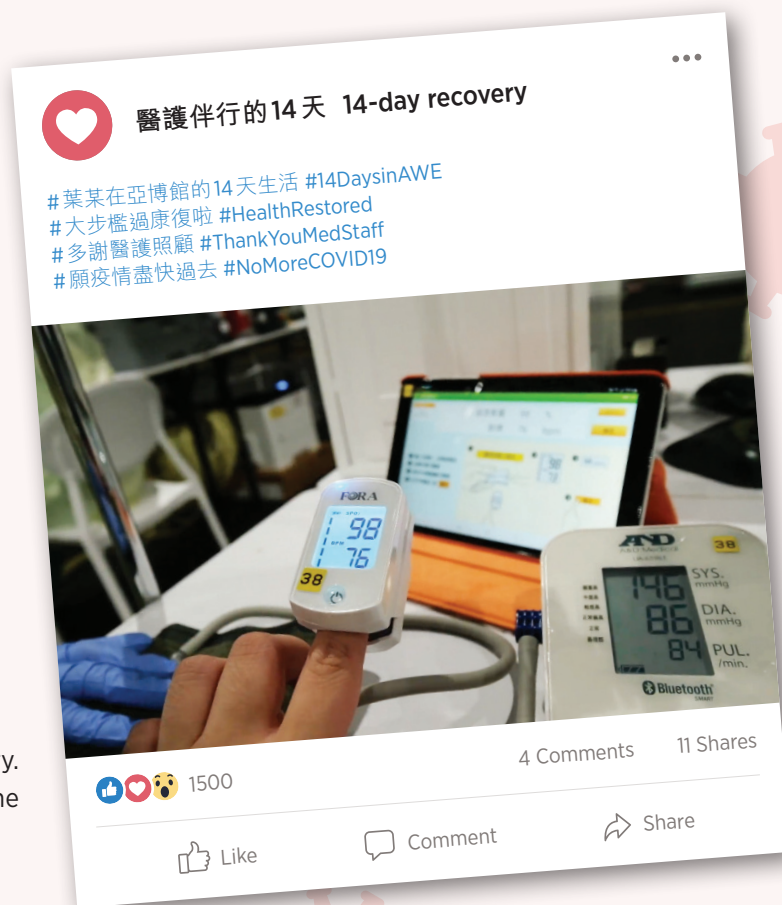 醫護伴行的14天 14-day recovery
#葉某在亞博館的14天生活 #14DaysinAWE
#大步檻過康復啦 #HealthRestored
#多謝醫護照顧 #ThankYouMedStaff
#願疫情盡快過去 #NoMoreCOVID19
FORA
98
76
38
AND
38
146
SYS.
mmHg
86
DIA.
mmHg
84
PUL.
/min.
Bluetooth
SMART
y.
ne
1500
4 Comments
11 Shares
Like
Comment
Share